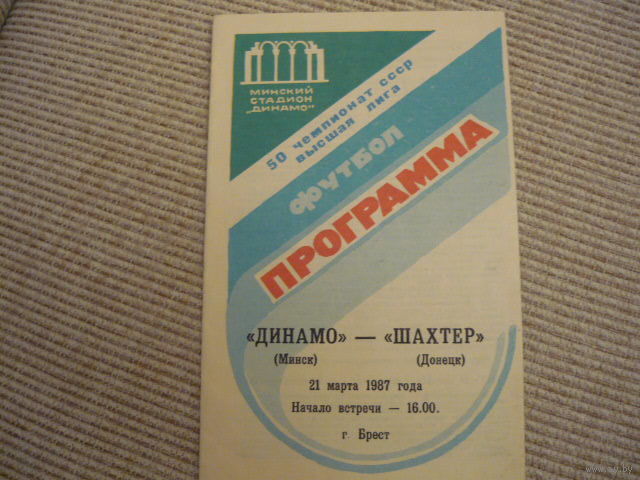 МИНСКИЙ
СТАДИОН
„ДИНАМО"
50 чемпионат ссср
высшая лига
ФУТБОЛ
ПРОГРАММА
«ДИНАМО» — «ШАХТЕР»
(Минск) (Донецк)
21 марта 1987 года
Начало встречи — 16.00.
г. Брест